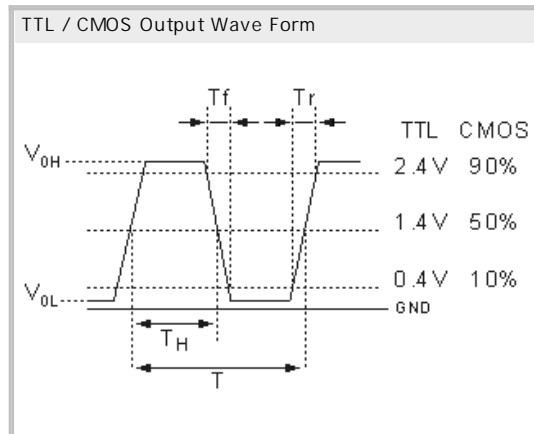 TTL / CMOS Output Wave Form
Tf Tr
TTL CMOS
V0H 2.4V 90%
1.4V 50%
0.4V 10%
V0L
GND
TH
T